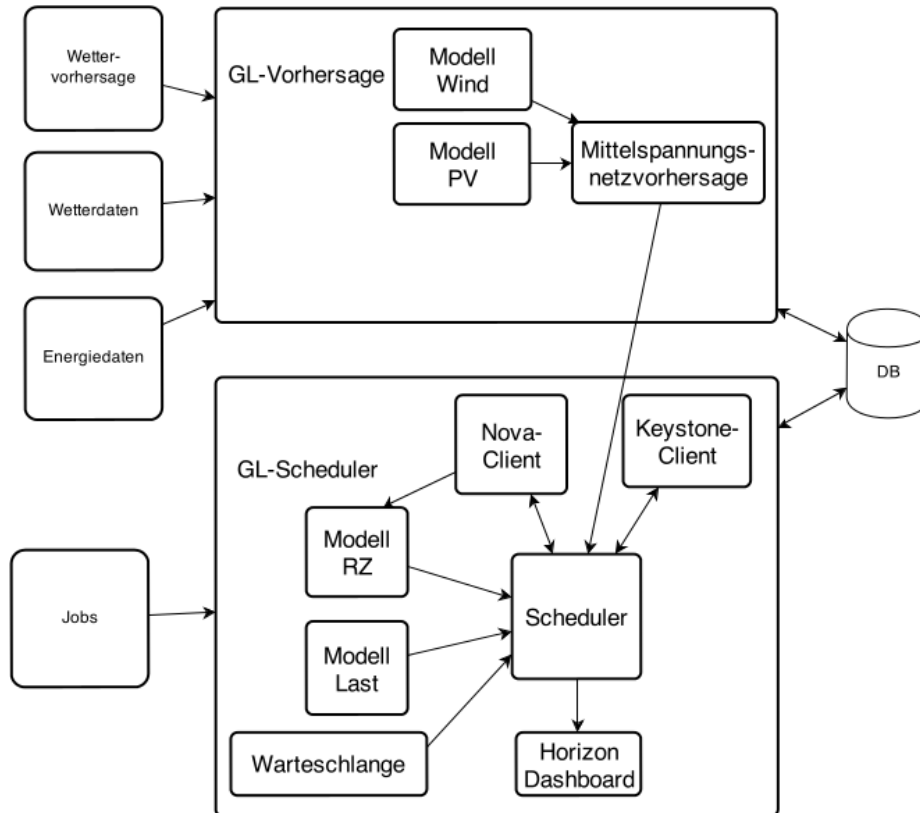 Wetter-
vorhersage
Wetterdaten
Energiedaten
GL-Vorhersage
Modell
Wind
Modell
PV
Mittelspannungs-
netzvorhersage
DB
Jobs
GL-Scheduler
Nova-
Client
Keystone-
Client
Modell
RZ
Scheduler
Modell
Last
Warteschlange
Horizon
Dashboard